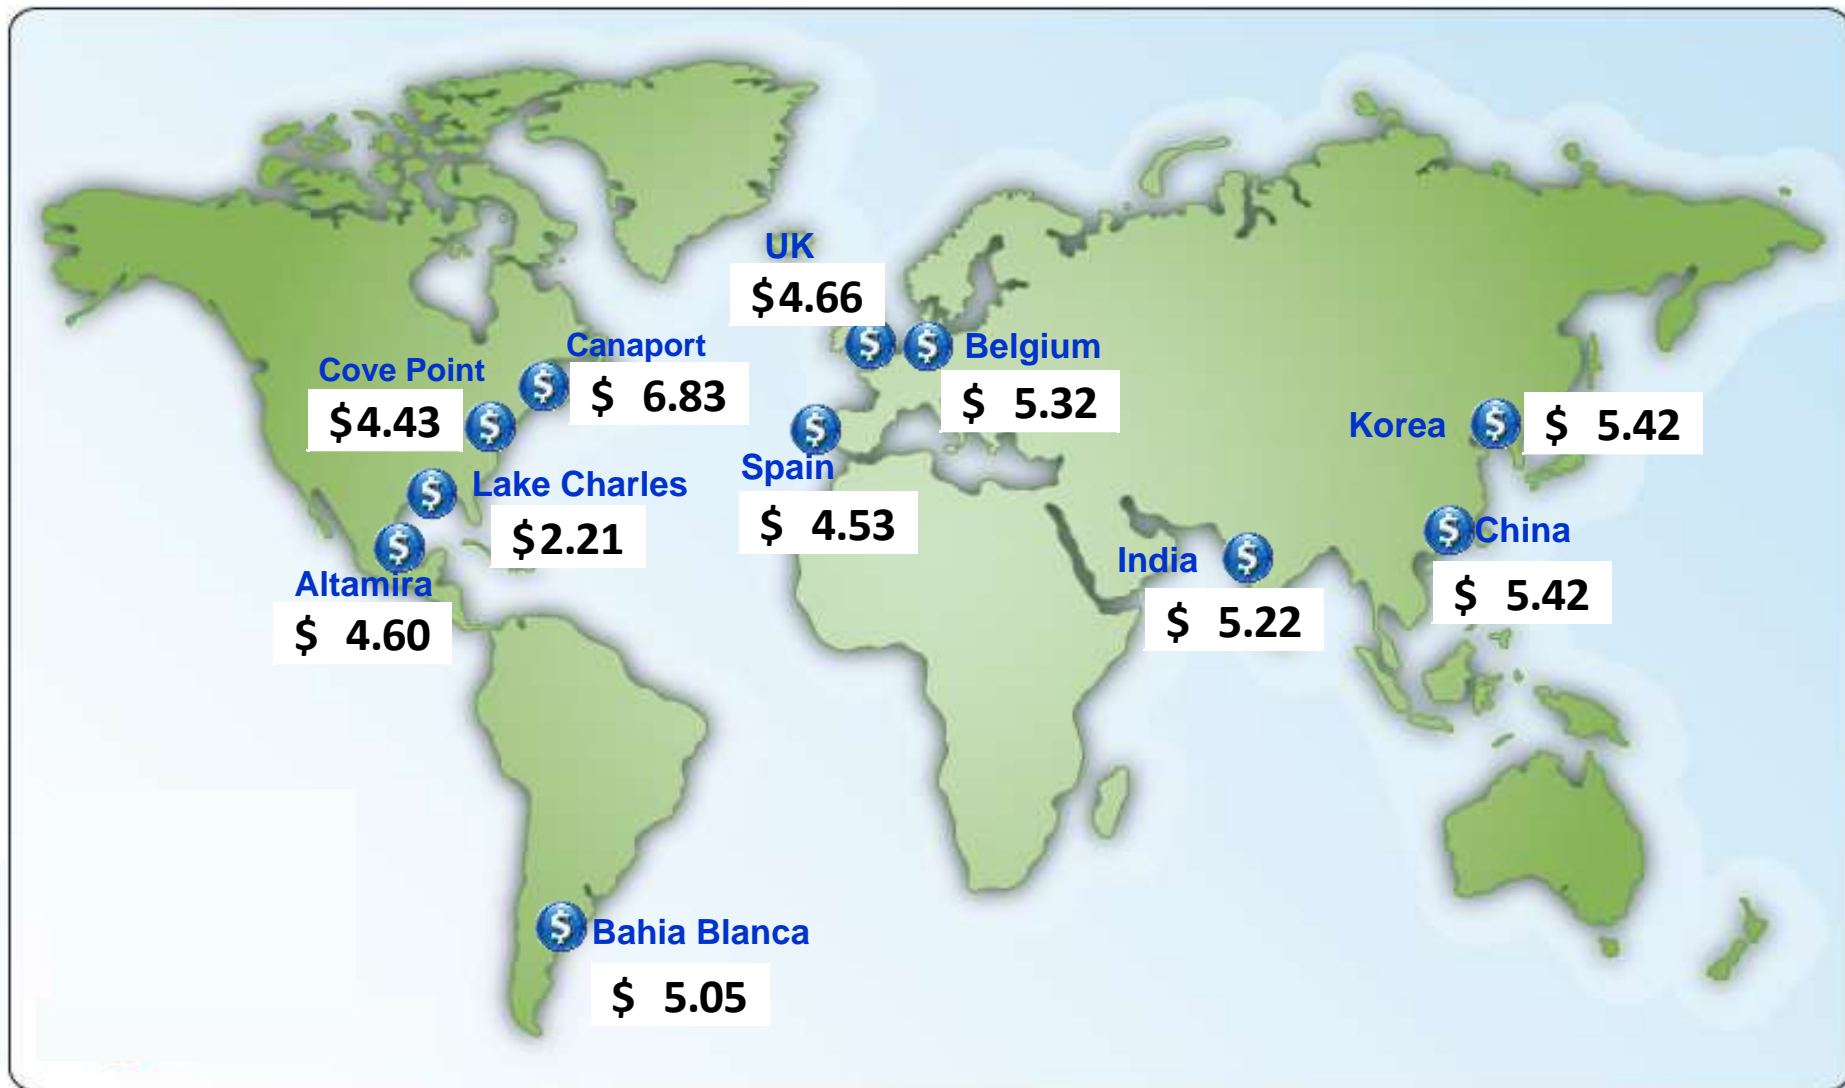 UK
$4.66
Belgium
$ 5.32
Canaport
$ 6.83
Cove Point
$4.43
Lake Charles
$2.21
Altamira
$ 4.60
Spain
$ 4.53
Korea
$ 5.42
China
$ 5.42
India
$ 5.22
Bahia Blanca
$ 5.05